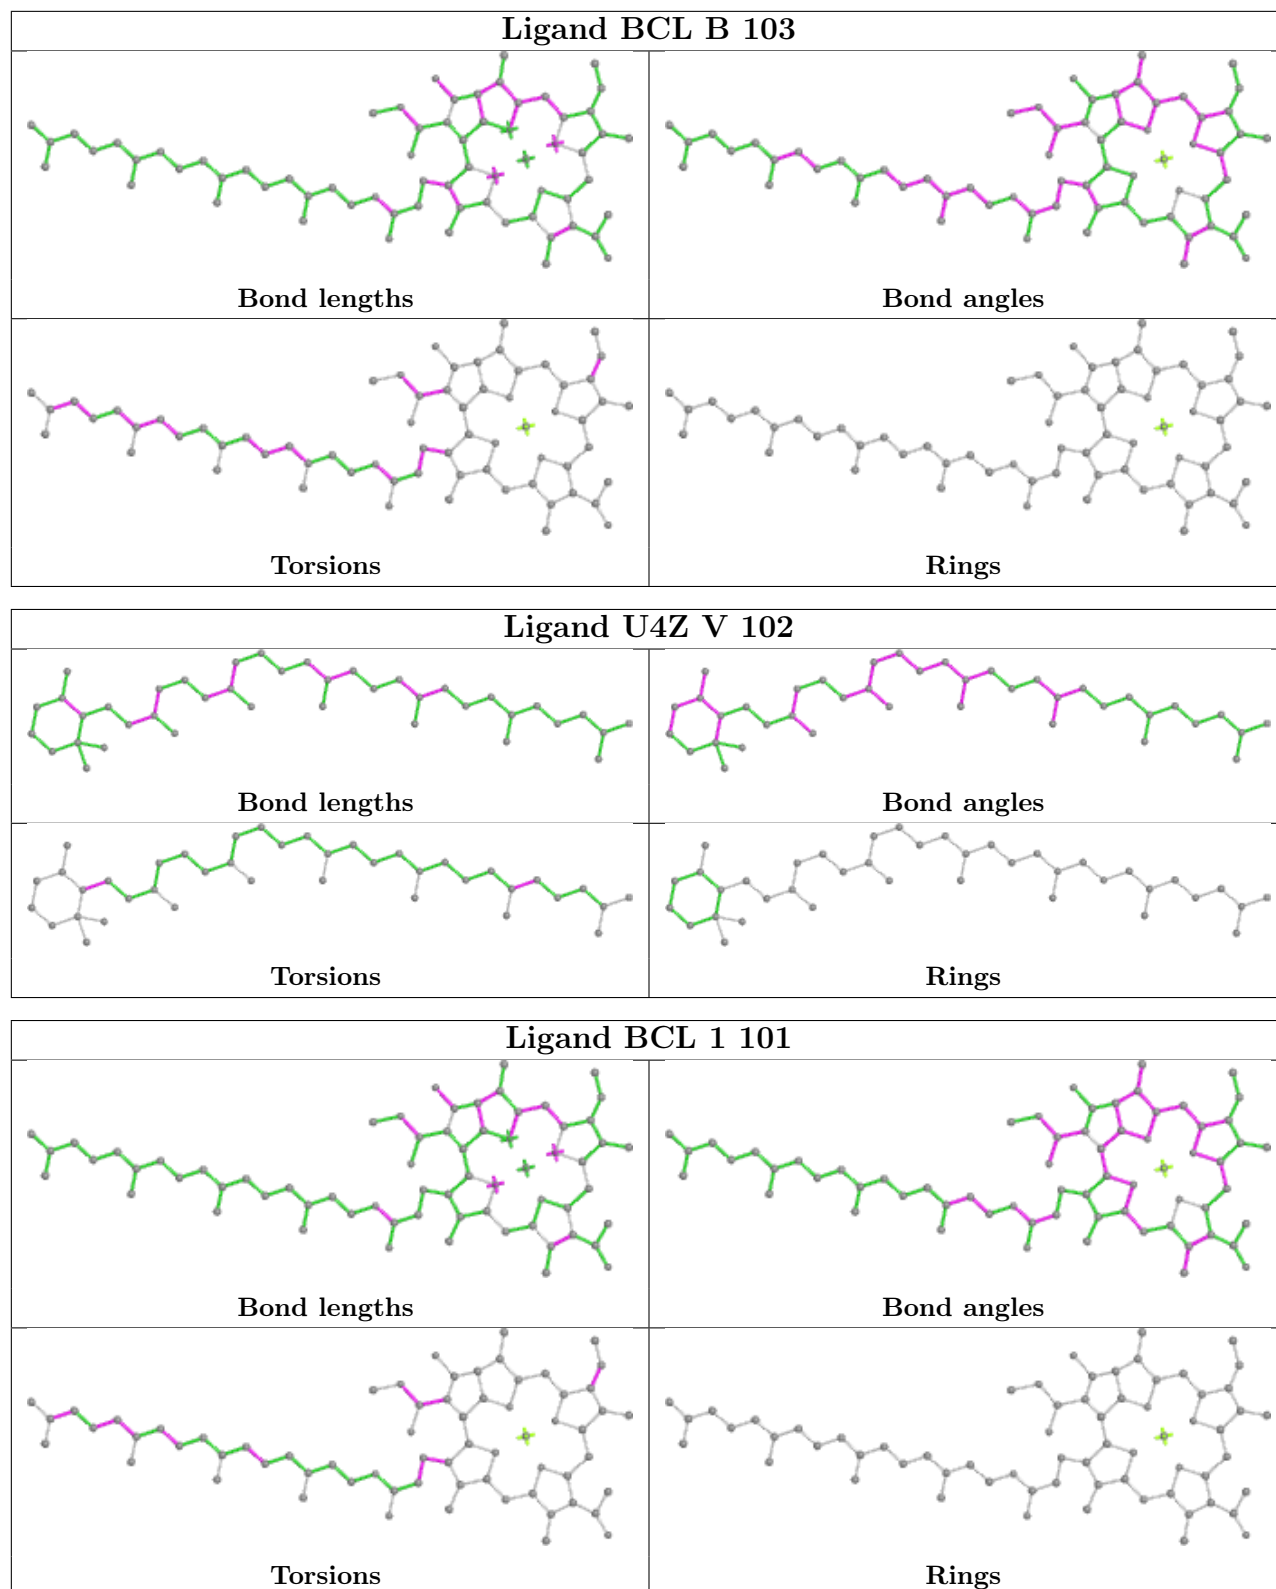 Ligand BCL B 103
Bond lengths
Bond angles
Torsions
Rings
Ligand U4Z V 102
Bond lengths
Bond angles
Torsions
Rings
Ligand BCL 1 101
Bond lengths
Bond angles
Torsions
Rings